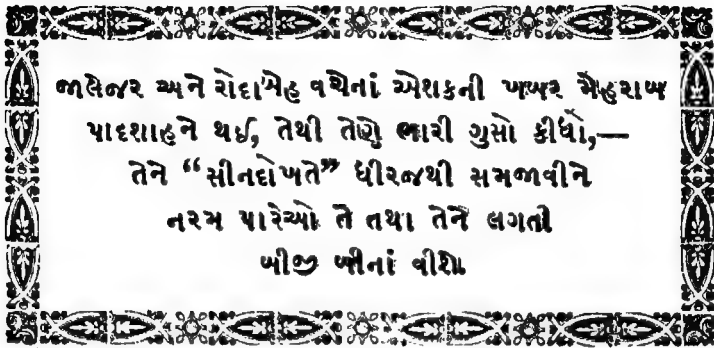 જાલેજર અને રોદાબેહ વચેનાં એશકની ખબર મેહરાબ
પાદશાહને થઈ, તેથી તેણે ભારી ગુસો કીધો,—
તેને “સીનદોખતે” ધીરજથી સમજાવીને
નરમ પારેઓ તે તથા તેને લગતી
બીજી બીનાં વીશે.